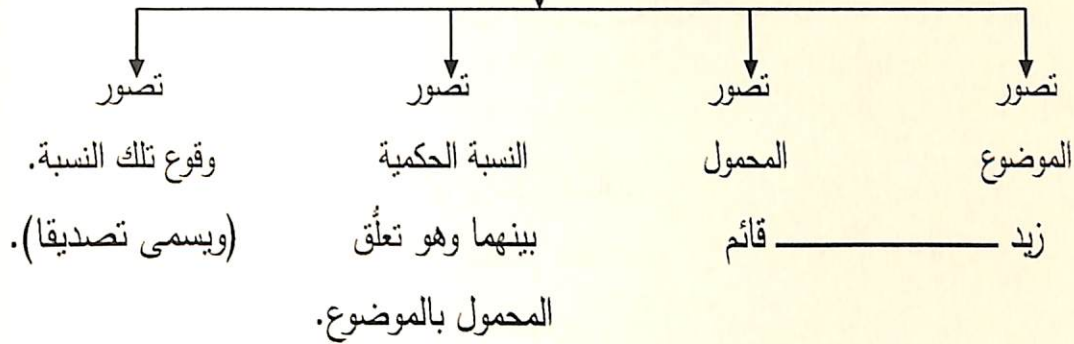 تصور تصور تصور تصور
الموضوع المحمول النسبة الحكمية وقوع تلك النسبة.
زيد قائم بينهما وهو تعلُّق (ويسمى تصديقا).
المحمول بالموضوع.